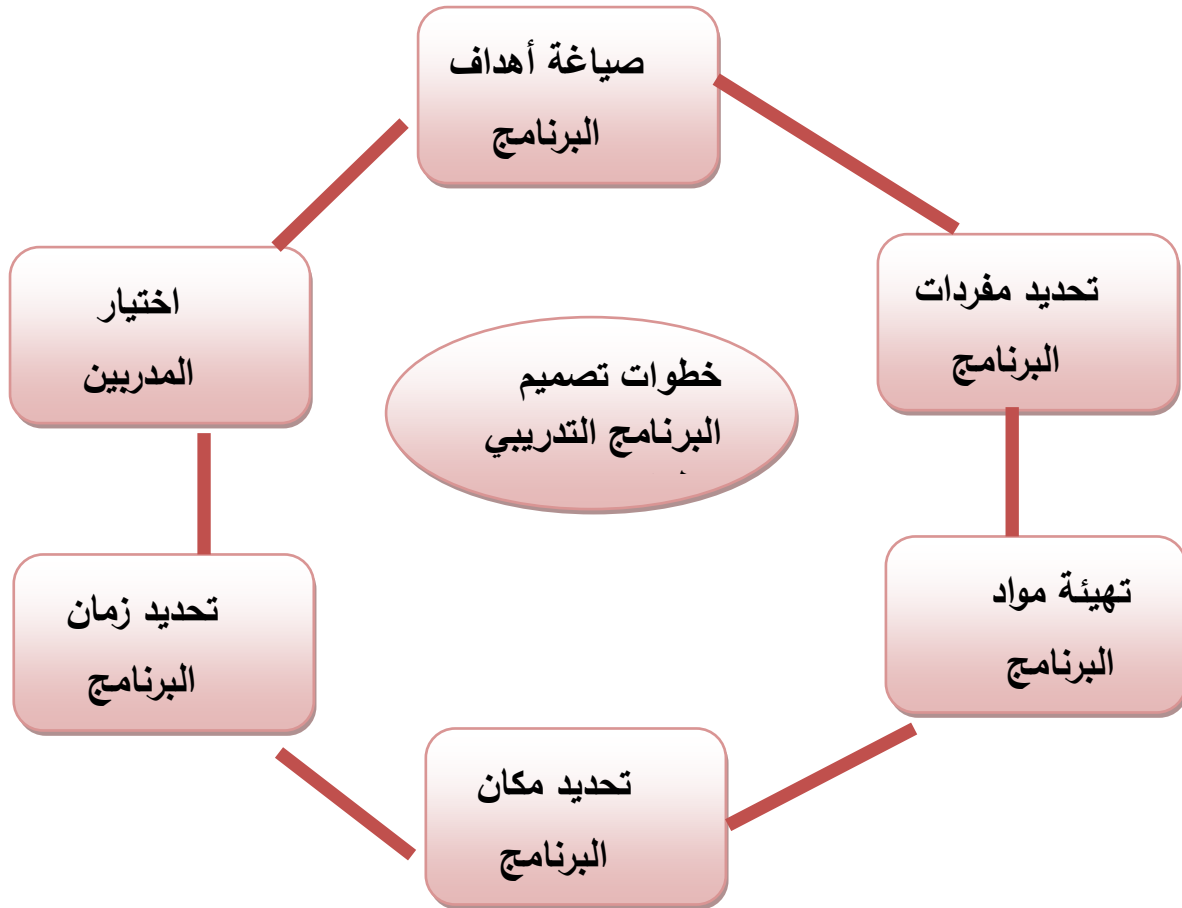 صياغة أهداف
البرنامج
تحديد مفردات
البرنامج
تهيئة مواد
البرنامج
تحديد مكان
البرنامج
تحديد زمان
البرنامج
اختيار
المدربين
خطوات تصميم
البرنامج التدريبي